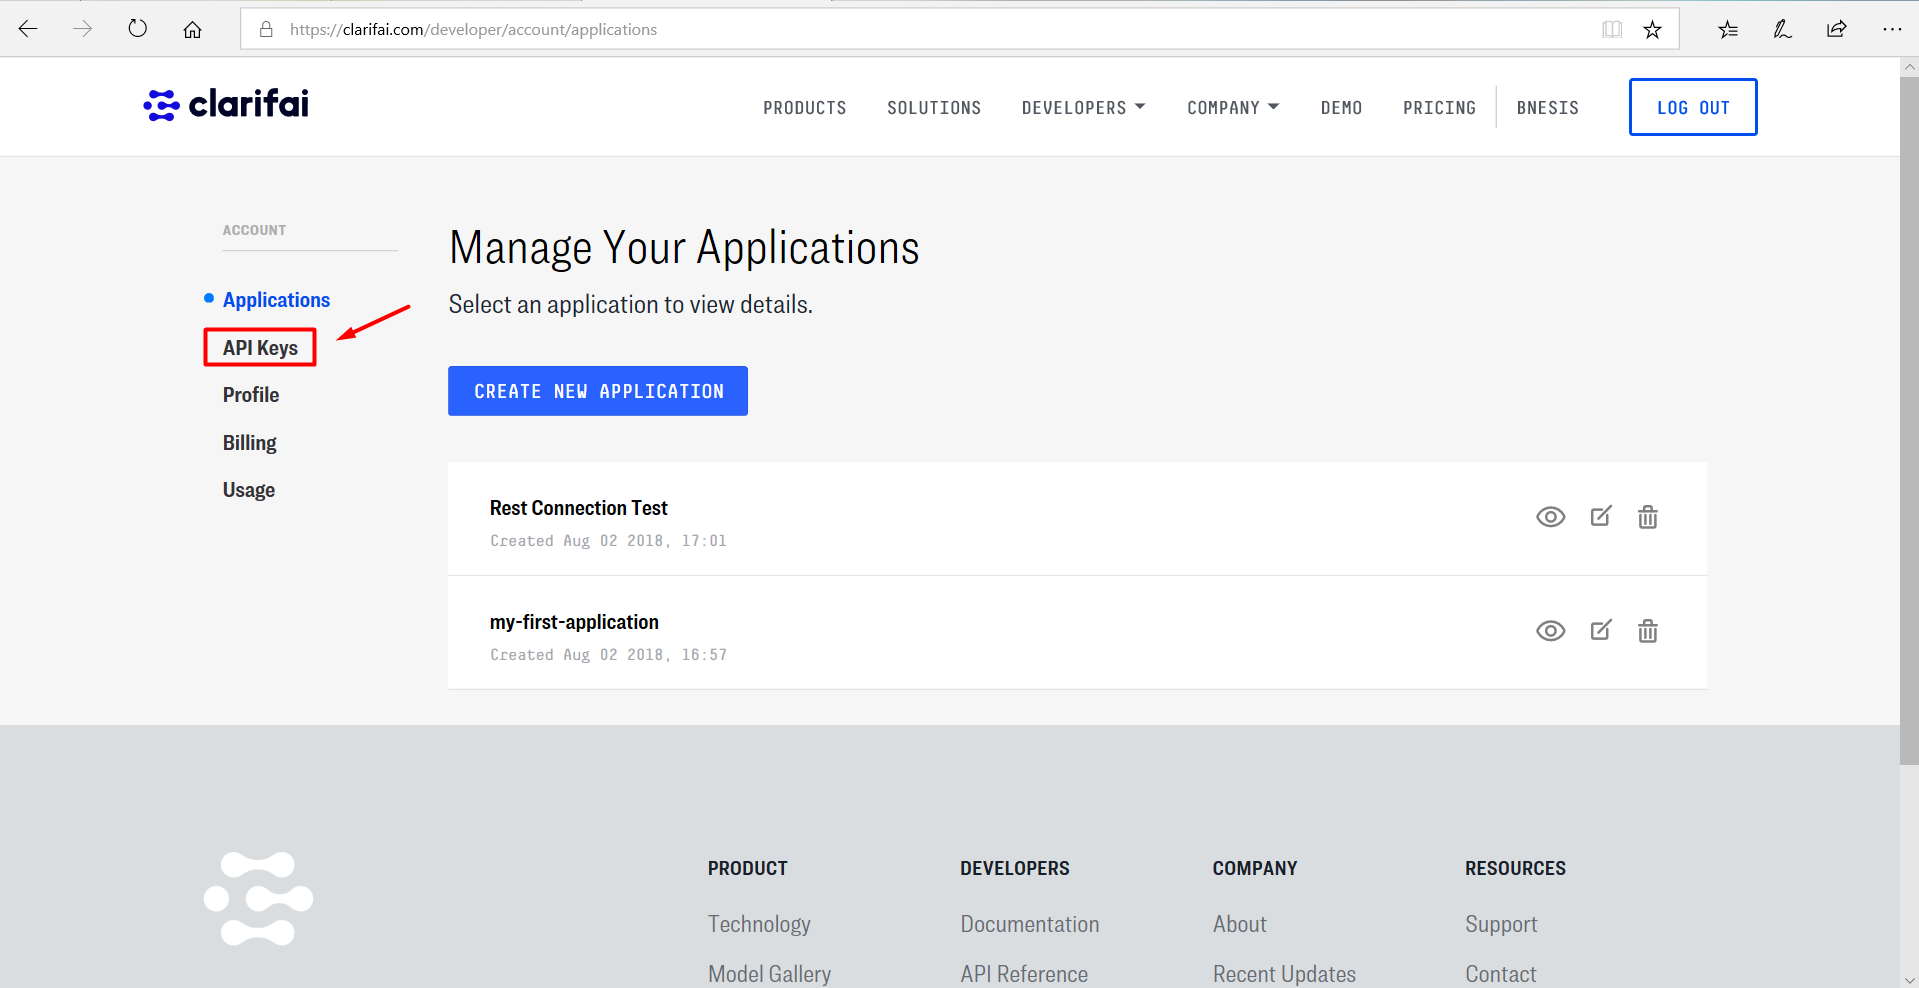 https://clarifai.com/developer/account/applications
clarifai
PRODUCTS SOLUTIONS DEVELOPERS COMPANY DEMO PRICING BNESIS LOG OUT
ACCOUNT
Applications
API Keys
Profile
Billing
Usage
Manage Your Applications
Select an application to view details.
CREATE NEW APPLICATION
Rest Connection Test
Created Aug 02 2018, 17:01
my-first-application
Created Aug 02 2018, 16:57
PRODUCT
Technology
Model Gallery
DEVELOPERS
Documentation
API Reference
COMPANY
About
Recent Updates
RESOURCES
Support
Contact